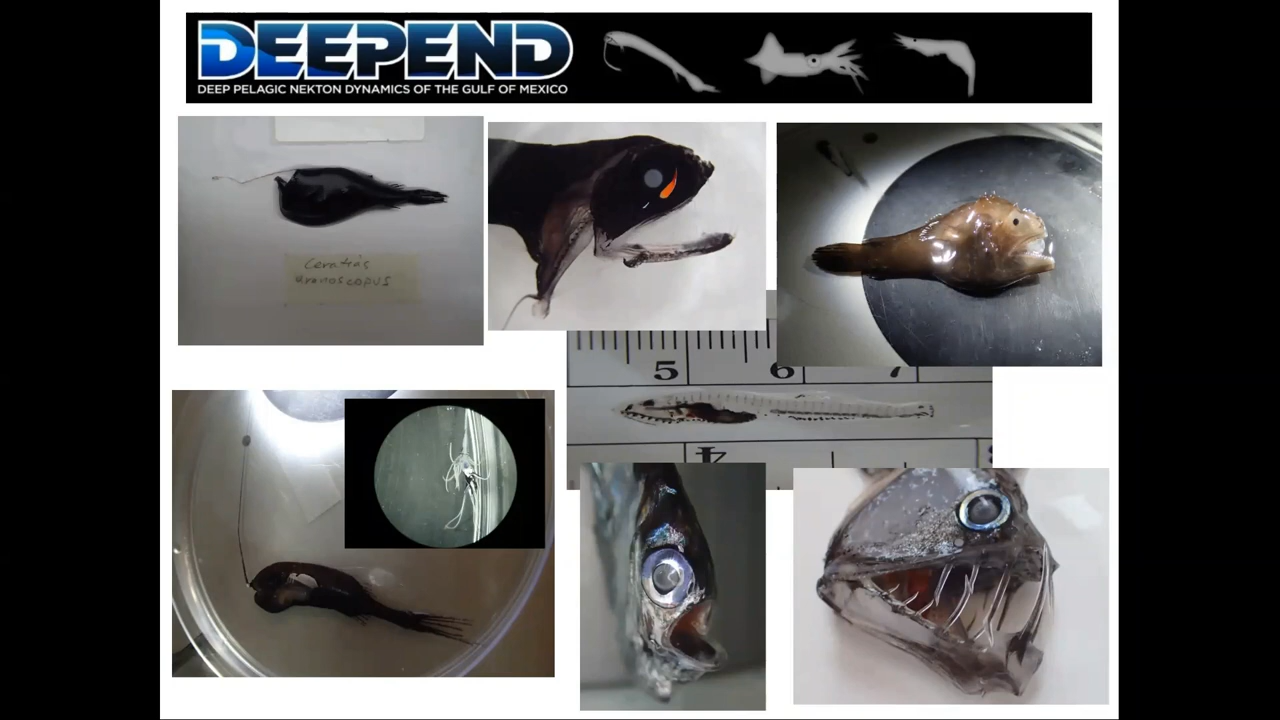 DEEPEND
DEEP PELAGIC NEKTON DYNAMICS OF THE GULF OF MEXICO
Ceratias
uranoscopus
5 6 7